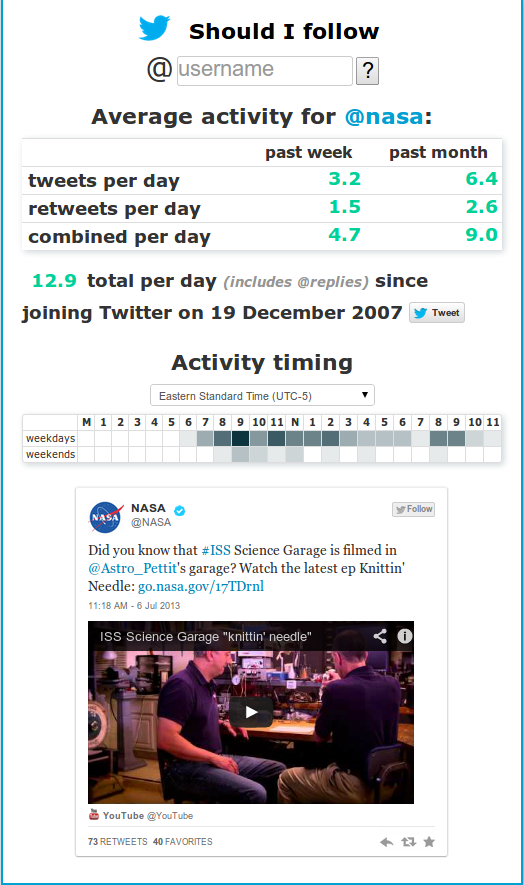 Should I follow
@ username ?
Average activity for @nasa:
past week past month
tweets per day 3.2 6.4
retweets per day 1.5 2.6
combined per day 4.7 9.0
12.9 total per day (includes @replies) since
joining Twitter on 19 December 2007 Tweet
Activity timing
Eastern Standard Time (UTC-5)
M 1 2 3 4 5 6 7 8 9 10 11 N 1 2 3 4 5 6 7 8 9 10 11
weekdays
weekends
NASA
NASA Follow
@NASA
Did you know that #ISS Science Garage is filmed in
@Astro_Pettit's garage? Watch the latest ep Knittin'
Needle: go.nasa.gov/17TDrnl
11:18 AM - 6 Jul 2013
ISS Science Garage "knittin' needle"
YouTube @YouTube
73 RETWEETS 40 FAVORITES